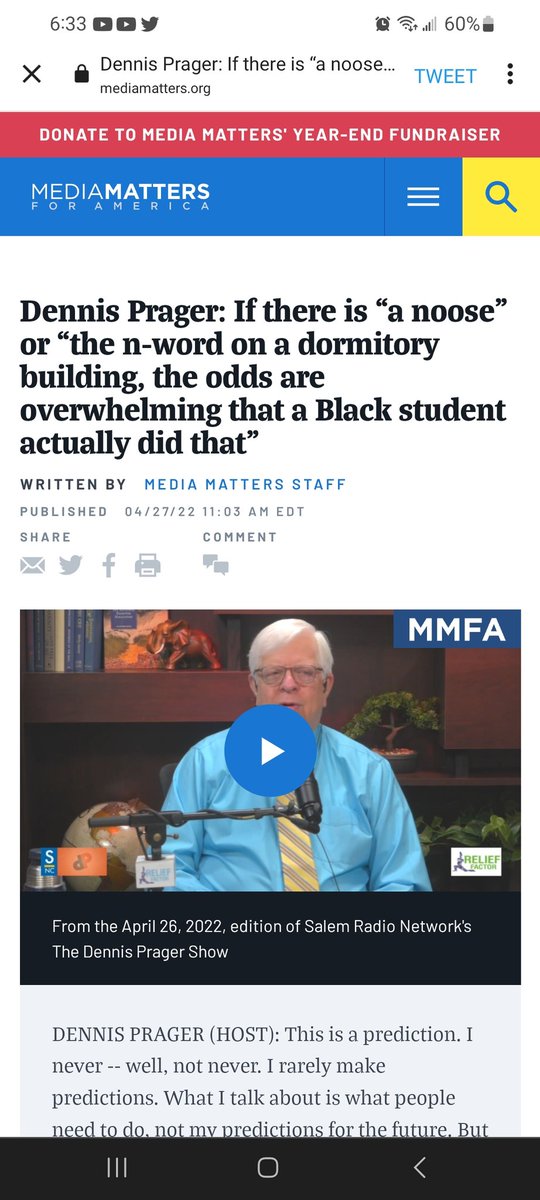 6:33 60%
Dennis Prager: If there is “a noose...
mediamatters.org
TWEET
DONATE TO MEDIA MATTERS' YEAR-END FUNDRAISER
MEDIAMATTERS
FOR AMERICA
Dennis Prager: If there is “a noose”
or “the n-word on a dormitory
building, the odds are
overwhelming that a Black student
actually did that”
WRITTEN BY MEDIA MATTERS STAFF
PUBLISHED 04/27/22 11:03 AM EDT
SHARE COMMENT
MMFA
S
NC
RELIEF
FACTOR
RELIEF
FACTOR
From the April 26, 2022, edition of Salem Radio Network's
The Dennis Prager Show
DENNIS PRAGER (HOST): This is a prediction. I
never -- well, not never. I rarely make
predictions. What I talk about is what people
need to do, not my predictions for the future. But